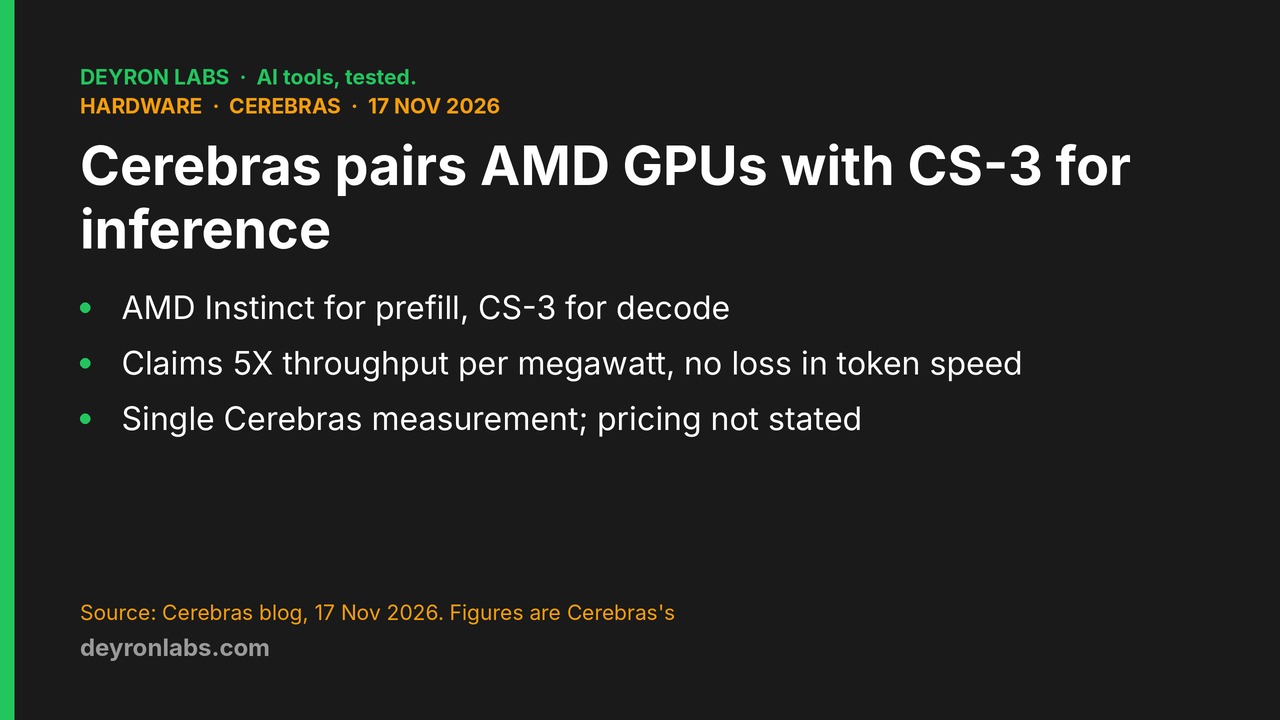 DEYRON LABS · AI tools, tested.
HARDWARE · CEREBRAS · 17 NOV 2026
Cerebras pairs AMD GPUs with CS-3 for
inference
• AMD Instinct for prefill, CS-3 for decode
• Claims 5X throughput per megawatt, no loss in token speed
• Single Cerebras measurement; pricing not stated
Source: Cerebras blog, 17 Nov 2026. Figures are Cerebras's
deyronlabs.com